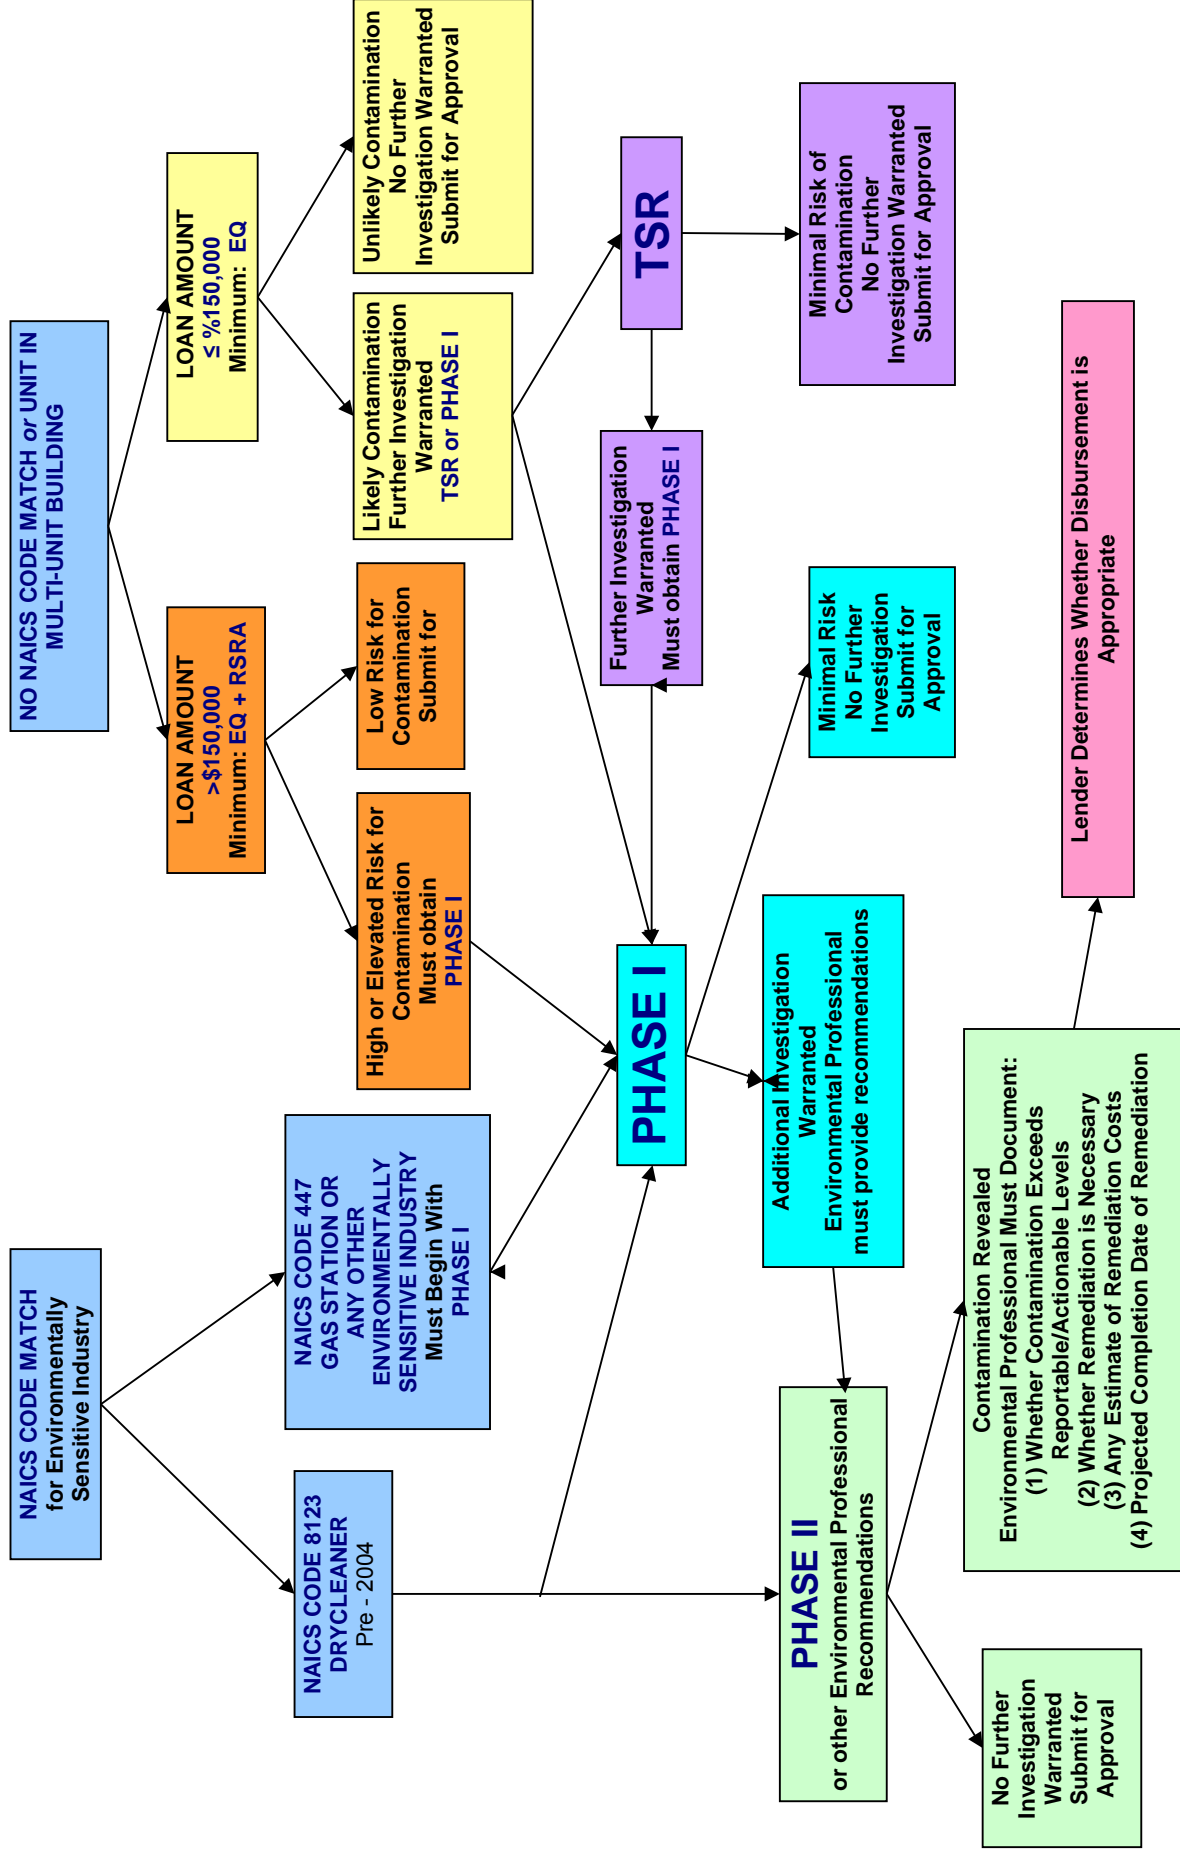 NAICS CODE MATCH
for Environmentally
Sensitive Industry
NO NAICS CODE MATCH or UNIT IN
MULTI-UNIT BUILDING
LOAN AMOUNT
>$150,000
Minimum: EQ + RSRA
LOAN AMOUNT
≤ %150,000
Minimum: EQ
NAICS CODE 8123
DRYCLEANER
Pre - 2004
NAICS CODE 447
GAS STATION OR
ANY OTHER
ENVIRONMENTALLY
SENSITIVE INDUSTRY
Must Begin With
PHASE I
High or Elevated Risk for
Contamination
Must obtain
PHASE I
Low Risk for
Contamination
Submit for
Likely Contamination
Further Investigation
Warranted
TSR or PHASE I
Unlikely Contamination
No Further
Investigation Warranted
Submit for Approval
PHASE I
Further Investigation
Warranted
Must obtain PHASE I
TSR
Additional Investigation
Warranted
Environmental Professional
must provide recommendations
Minimal Risk
No Further
Investigation
Submit for
Approval
Minimal Risk of
Contamination
No Further
Investigation Warranted
Submit for Approval
PHASE II
or other Environmental Professional
Recommendations
No Further
Investigation
Warranted
Submit for
Approval
Contamination Revealed
Environmental Professional Must Document:
(1) Whether Contamination Exceeds
Reportable/Actionable Levels
(2) Whether Remediation is Necessary
(3) Any Estimate of Remediation Costs
(4) Projected Completion Date of Remediation
Lender Determines Whether Disbursement is
Appropriate